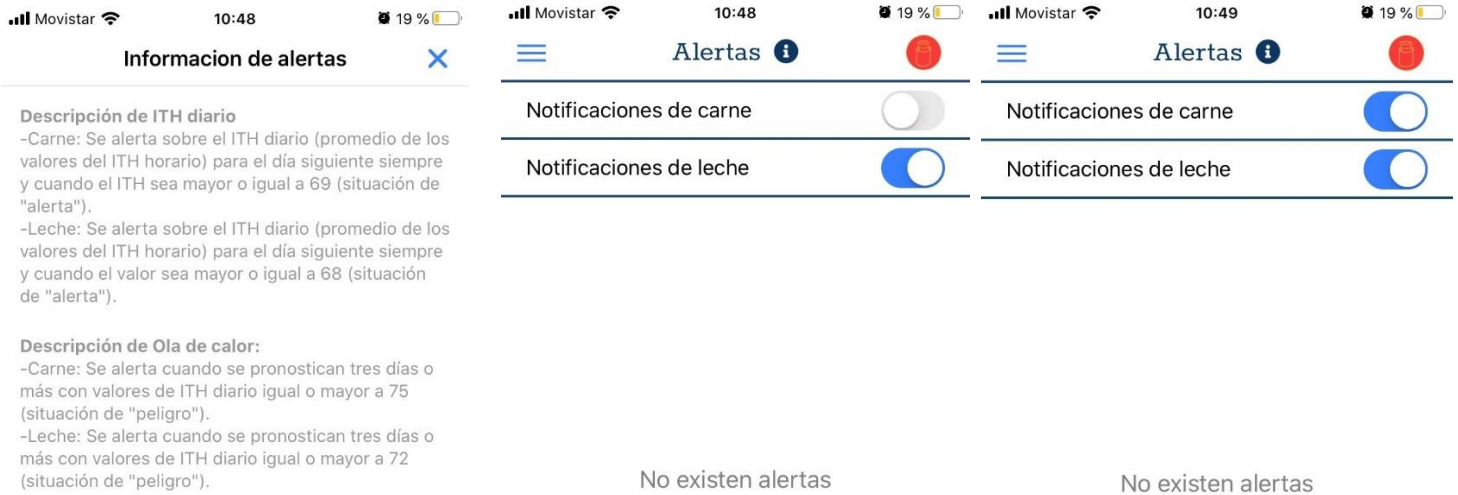 Movistar 10:48 19 %
Informacion de alertas
Descripción de ITH diario
-Carne: Se alerta sobre el ITH diario (promedio de los
valores del ITH horario) para el día siguiente siempre
y cuando el ITH sea mayor o igual a 69 (situación de
"alerta").
-Leche: Se alerta sobre el ITH diario (promedio de los
valores del ITH horario) para el día siguiente siempre
y cuando el valor sea mayor o igual a 68 (situación
de "alerta").
Descripción de Ola de calor:
-Carne: Se alerta cuando se pronostican tres días o
más con valores de ITH diario igual o mayor a 75
(situación de "peligro").
-Leche: Se alerta cuando se pronostican tres días o
más con valores de ITH diario igual o mayor a 72
(situación de "peligro").
Movistar 10:48 19 %
Alertas i
Notificaciones de carne
Notificaciones de leche
No existen alertas
Movistar 10:49 19 %
Alertas i
Notificaciones de carne
Notificaciones de leche
No existen alertas